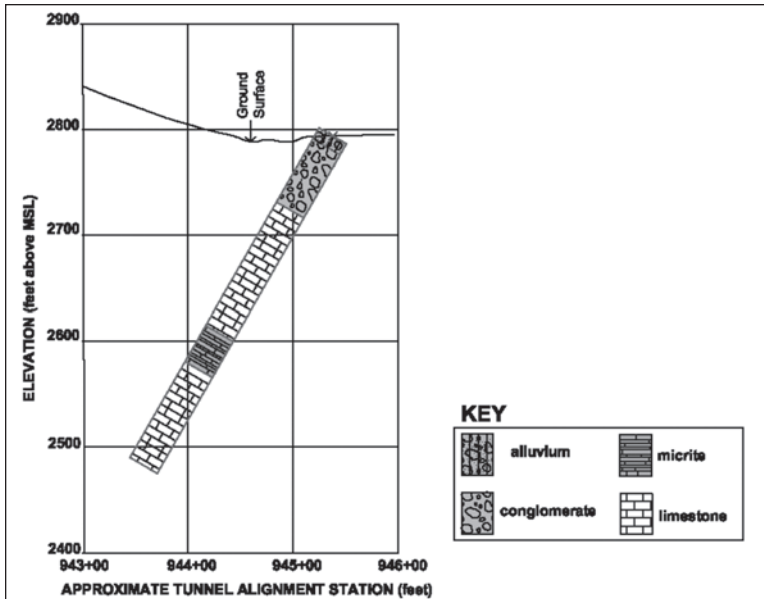 2900
2800
2700
2600
2500
2400
ELEVATION (feet above MSL)
Ground
Surface
943+00
944+00
945+00
946+00
APPROXIMATE TUNNEL ALIGNMENT STATION (feet)
KEY
alluvium
micrite
conglomerate
limestone